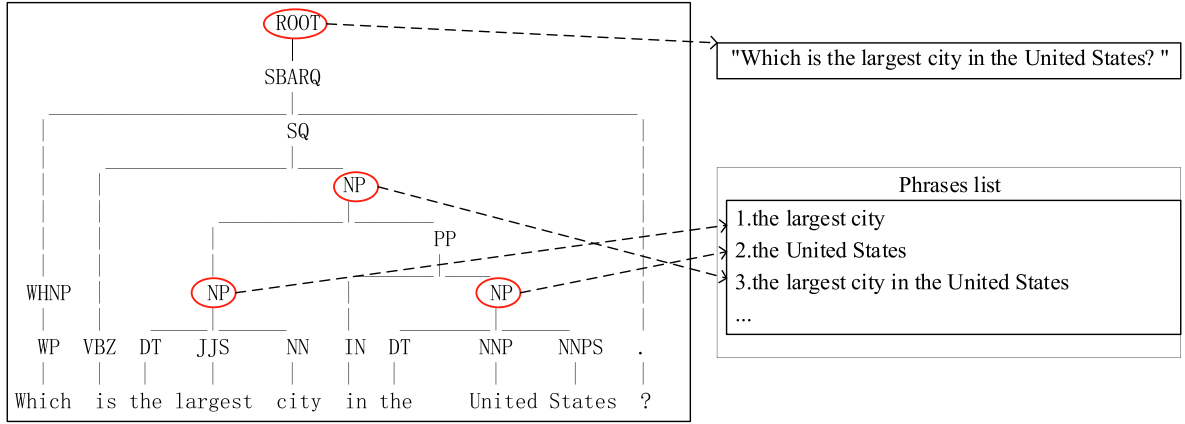 ROOT
"Which is the largest city in the United States? "
SBARQ
SQ
NP
Phrases list
1.the largest city
PP
2.the United States
WHNP NP NP
3.the largest city in the United States
...
WP VBZ DT JJS NN IN DT NNP NNPS .
Which is the largest city in the United States ?